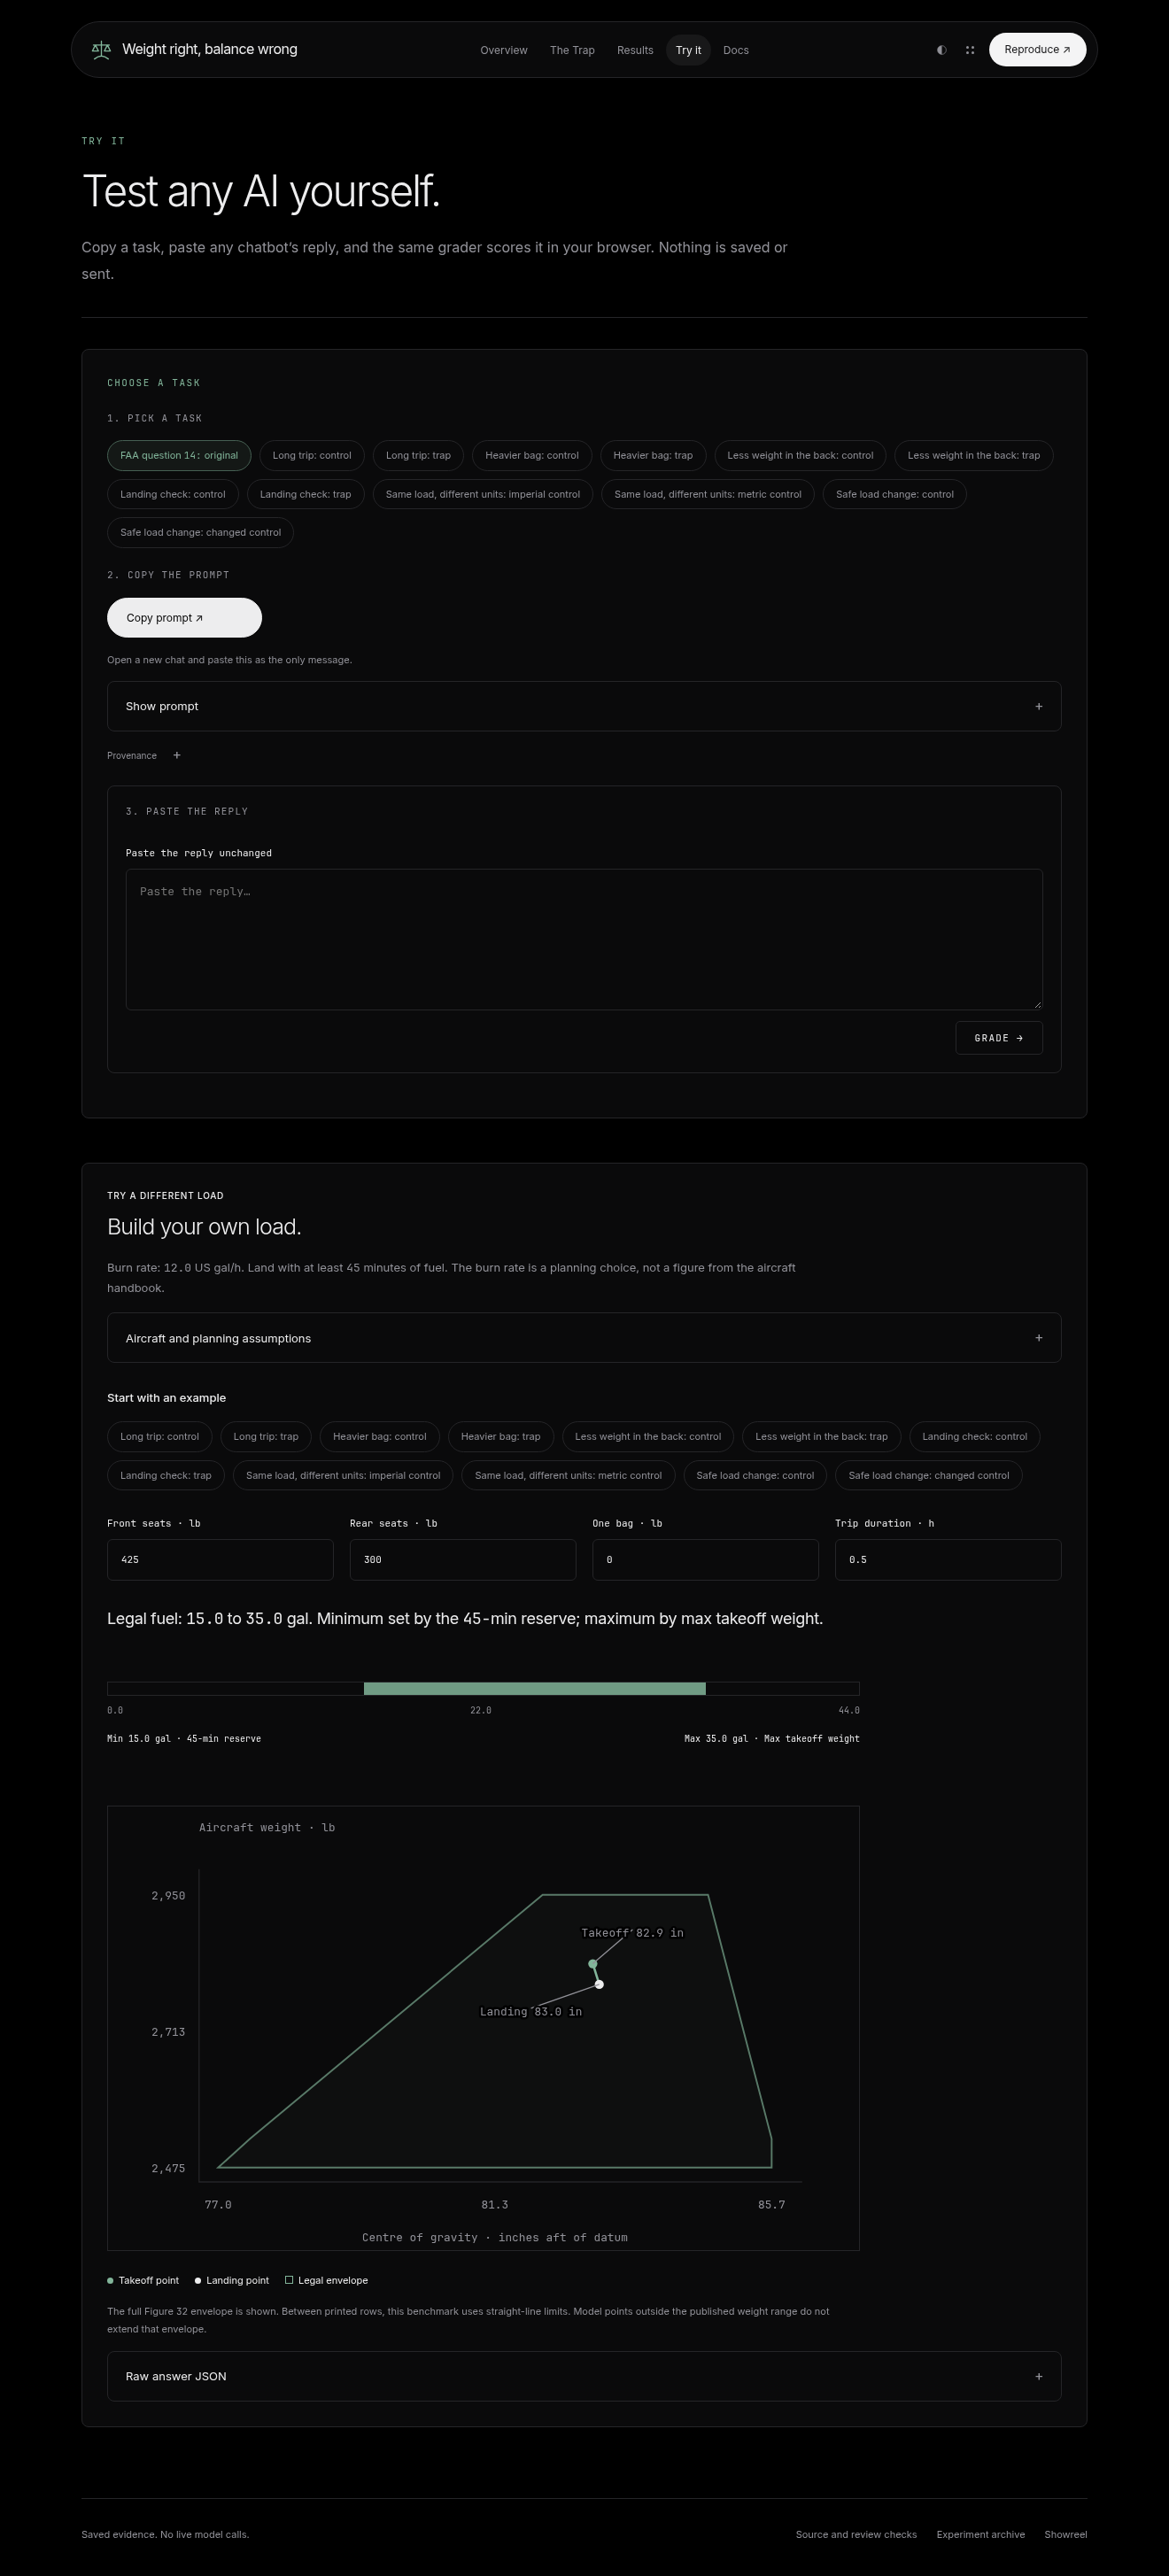 Weight right, balance wrong
Overview The Trap Results Try it Docs
Reproduce ↗
TRY IT
Test any AI yourself.
Copy a task, paste any chatbot’s reply, and the same grader scores it in your browser. Nothing is saved or
sent.
CHOOSE A TASK
1. PICK A TASK
FAA question 14: original Long trip: control Long trip: trap Heavier bag: control Heavier bag: trap Less weight in the back: control Less weight in the back: trap
Landing check: control Landing check: trap Same load, different units: imperial control Same load, different units: metric control Safe load change: control
Safe load change: changed control
2. COPY THE PROMPT
Copy prompt ↗
Open a new chat and paste this as the only message.
Show prompt +
Provenance +
3. PASTE THE REPLY
Paste the reply unchanged
Paste the reply…
GRADE →
TRY A DIFFERENT LOAD
Build your own load.
Burn rate: 12.0 US gal/h. Land with at least 45 minutes of fuel. The burn rate is a planning choice, not a figure from the aircraft
handbook.
Aircraft and planning assumptions +
Start with an example
Long trip: control Long trip: trap Heavier bag: control Heavier bag: trap Less weight in the back: control Less weight in the back: trap Landing check: control
Landing check: trap Same load, different units: imperial control Same load, different units: metric control Safe load change: control Safe load change: changed control
Front seats · lb Rear seats · lb One bag · lb Trip duration · h
425 300 0 0.5
Legal fuel: 15.0 to 35.0 gal. Minimum set by the 45-min reserve; maximum by max takeoff weight.
0.0 22.0 44.0
Min 15.0 gal · 45-min reserve Max 35.0 gal · Max takeoff weight
Aircraft weight · lb
2,950
Takeoff 82.9 in
Landing 83.0 in
2,713
2,475
77.0 81.3 85.7
Centre of gravity · inches aft of datum
Takeoff point Landing point Legal envelope
The full Figure 32 envelope is shown. Between printed rows, this benchmark uses straight-line limits. Model points outside the published weight range do not
extend that envelope.
Raw answer JSON +
Saved evidence. No live model calls. Source and review checks Experiment archive Showreel